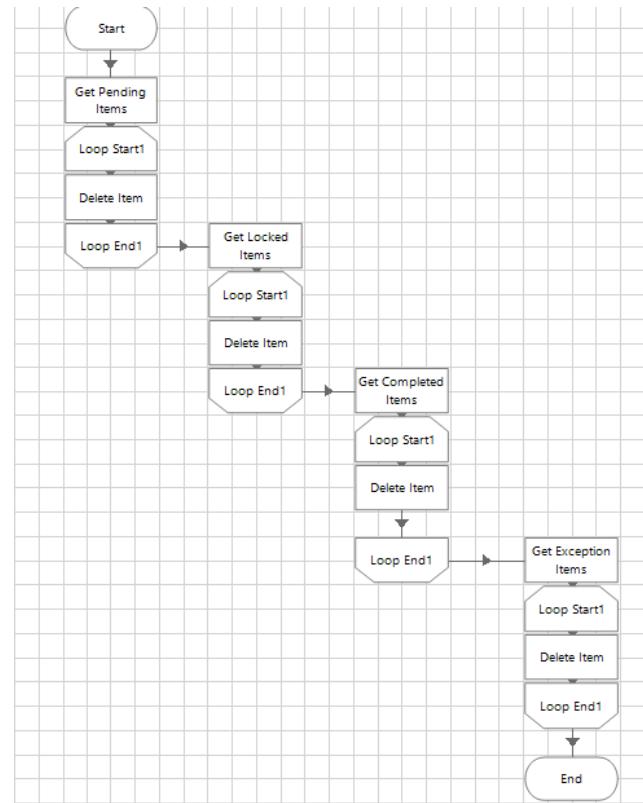 Start
Get Pending
Items
Loop Start1
Delete Item
Loop End1
Get Locked
Items
Loop Start1
Delete Item
Loop End1
Get Completed
Items
Loop Start1
Delete Item
Loop End1
Get Exception
Items
Loop Start1
Delete Item
Loop End1
End